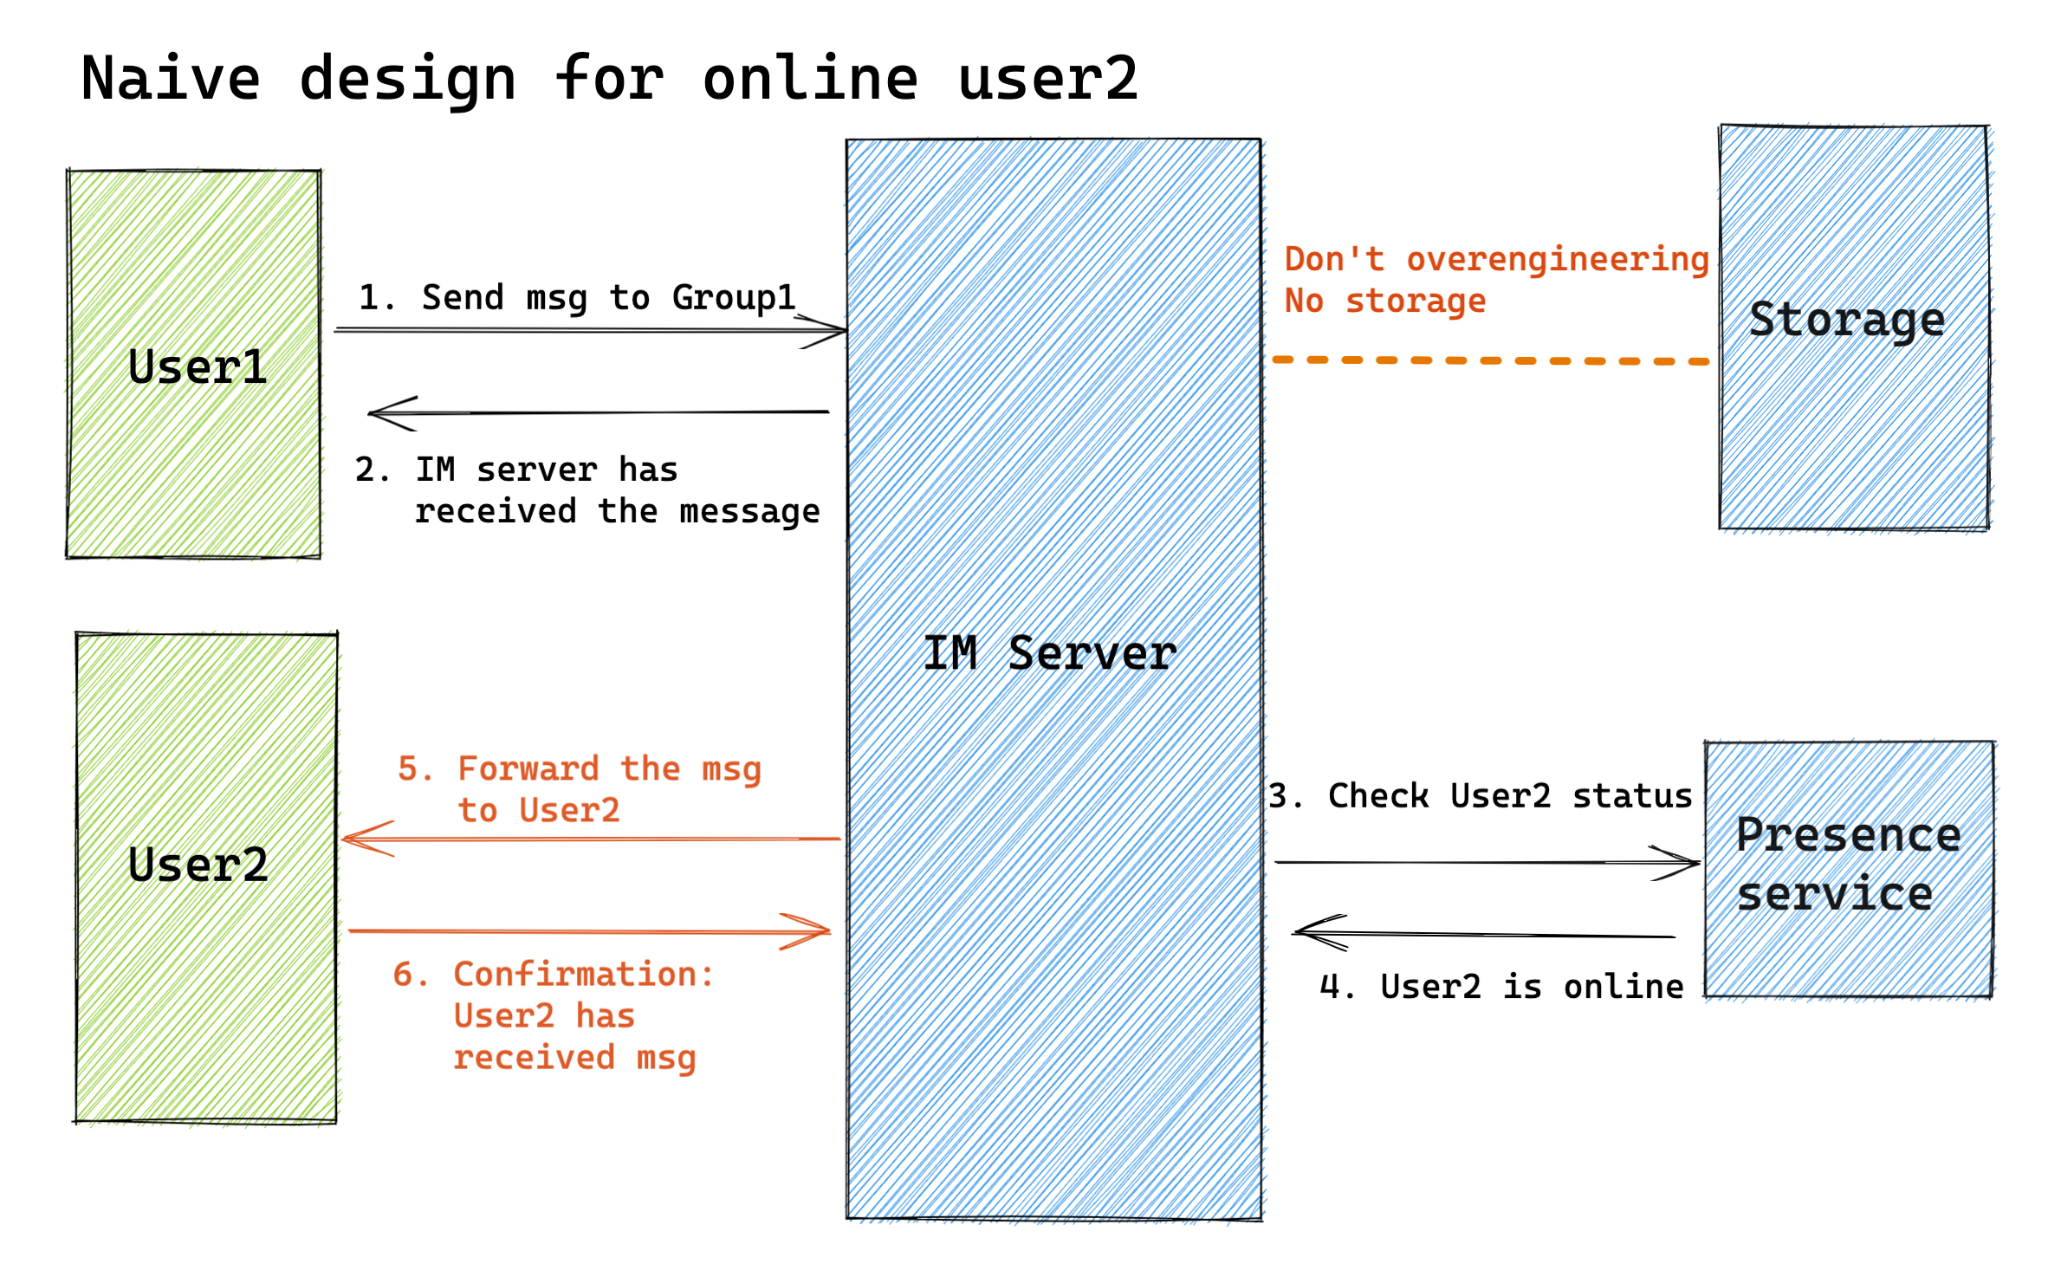 Naive design for online user2
User1
1. Send msg to Group1
2. IM server has
received the message
Don't overengineering
No storage
Storage
IM Server
User2
5. Forward the msg
to User2
6. Confirmation:
User2 has
received msg
3. Check User2 status
Presence
service
4. User2 is online